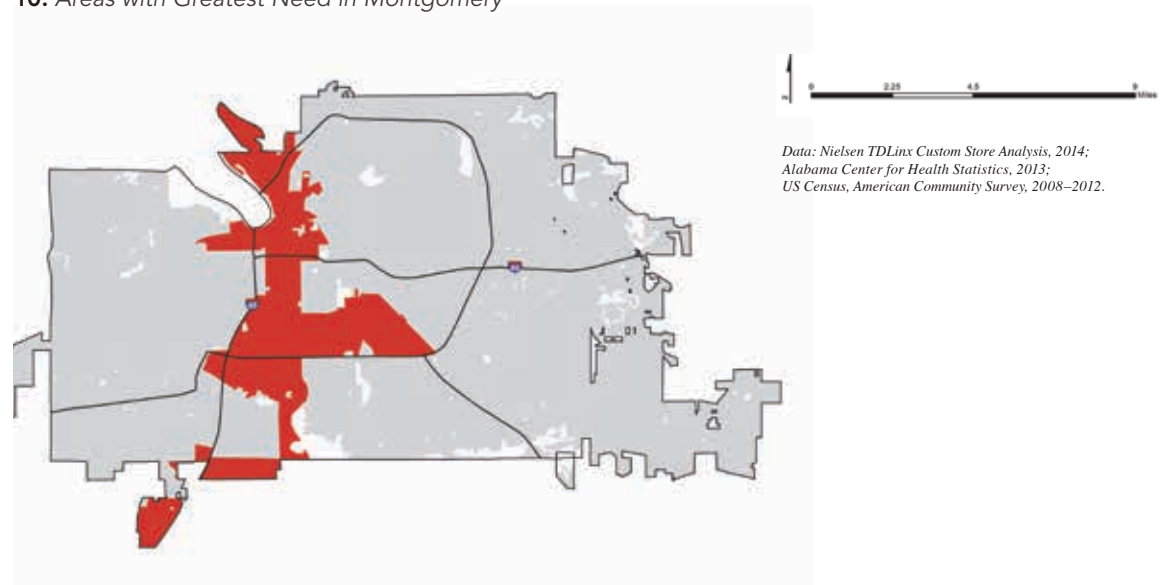 10: Areas with Greatest Need in Montgomery
0 2.25 4.5 9
Miles
Data: Nielsen TDLinx Custom Store Analysis, 2014;
Alabama Center for Health Statistics, 2013;
US Census, American Community Survey, 2008–2012.